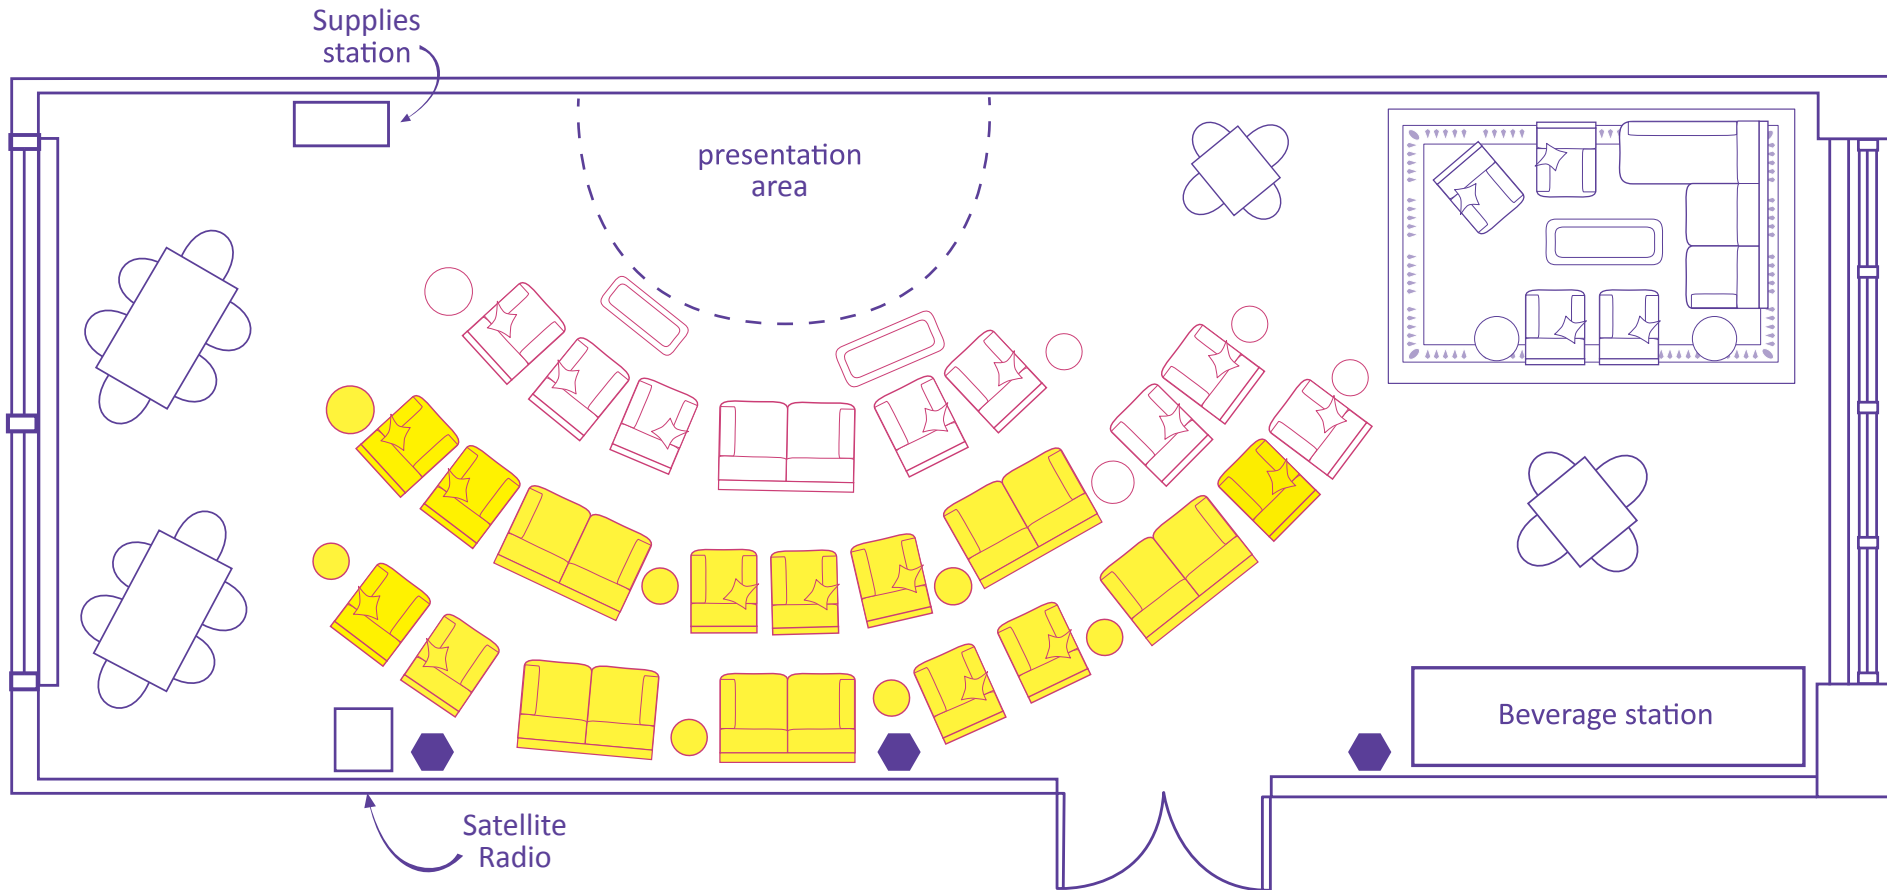 Supplies
station
presentation
area
Beverage station
Satellite
Radio